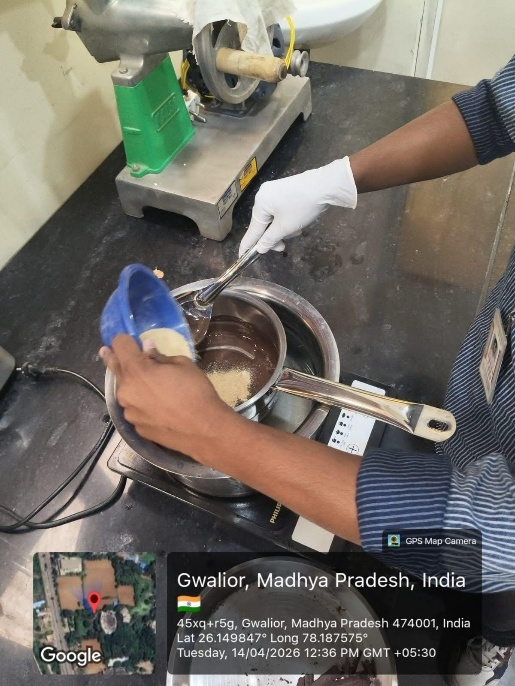 PHILIPS
GPS Map Camera
Gwalior, Madhya Pradesh, India
45xq+r5g, Gwalior, Madhya Pradesh 474001, India
Lat 26.149847° Long 78.187575°
Tuesday, 14/04/2026 12:36 PM GMT +05:30
Google